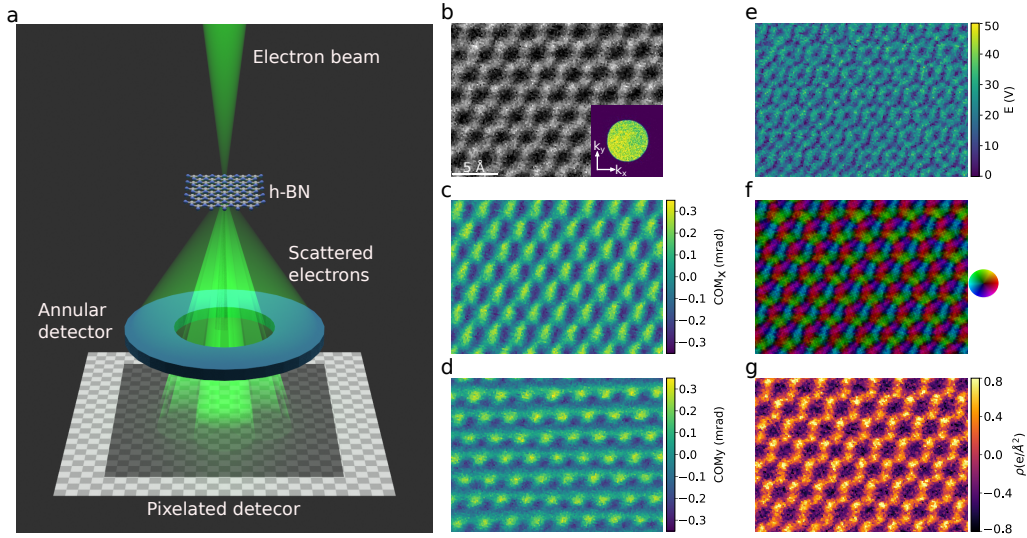 a
Electron beam
h-BN
Scattered
electrons
Annular
detector
Pixelated detecor
b
5 Å
k_y
k_x
c
0.3
0.2
0.1
0.0
−0.1
−0.2
−0.3
COM_x (mrad)
d
0.3
0.2
0.1
0.0
−0.1
−0.2
−0.3
COMy (mrad)
e
50
40
30
20
10
0
E (V)
f
g
0.8
0.4
0.0
−0.4
−0.8
ρ(e/Å²)